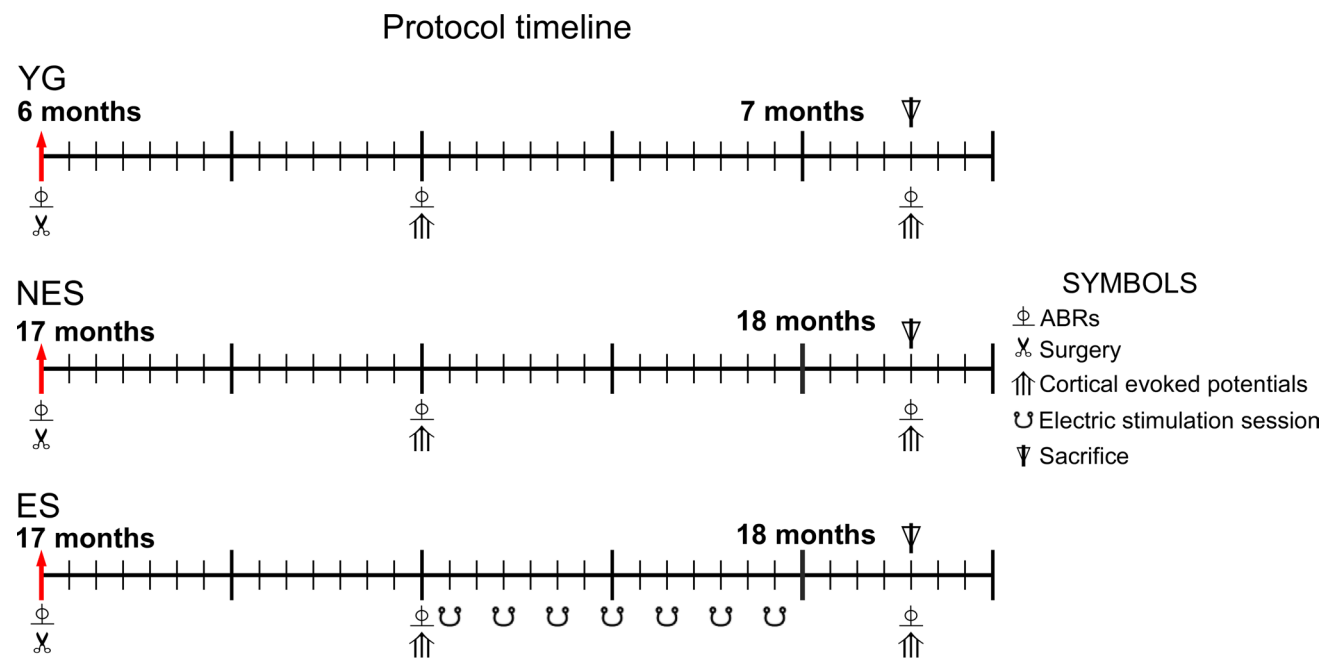 Protocol timeline
YG
6 months
7 months
NES
17 months
18 months
SYMBOLS
ABRs
Surgery
Cortical evoked potentials
Electric stimulation session
Sacrifice
ES
17 months
18 months